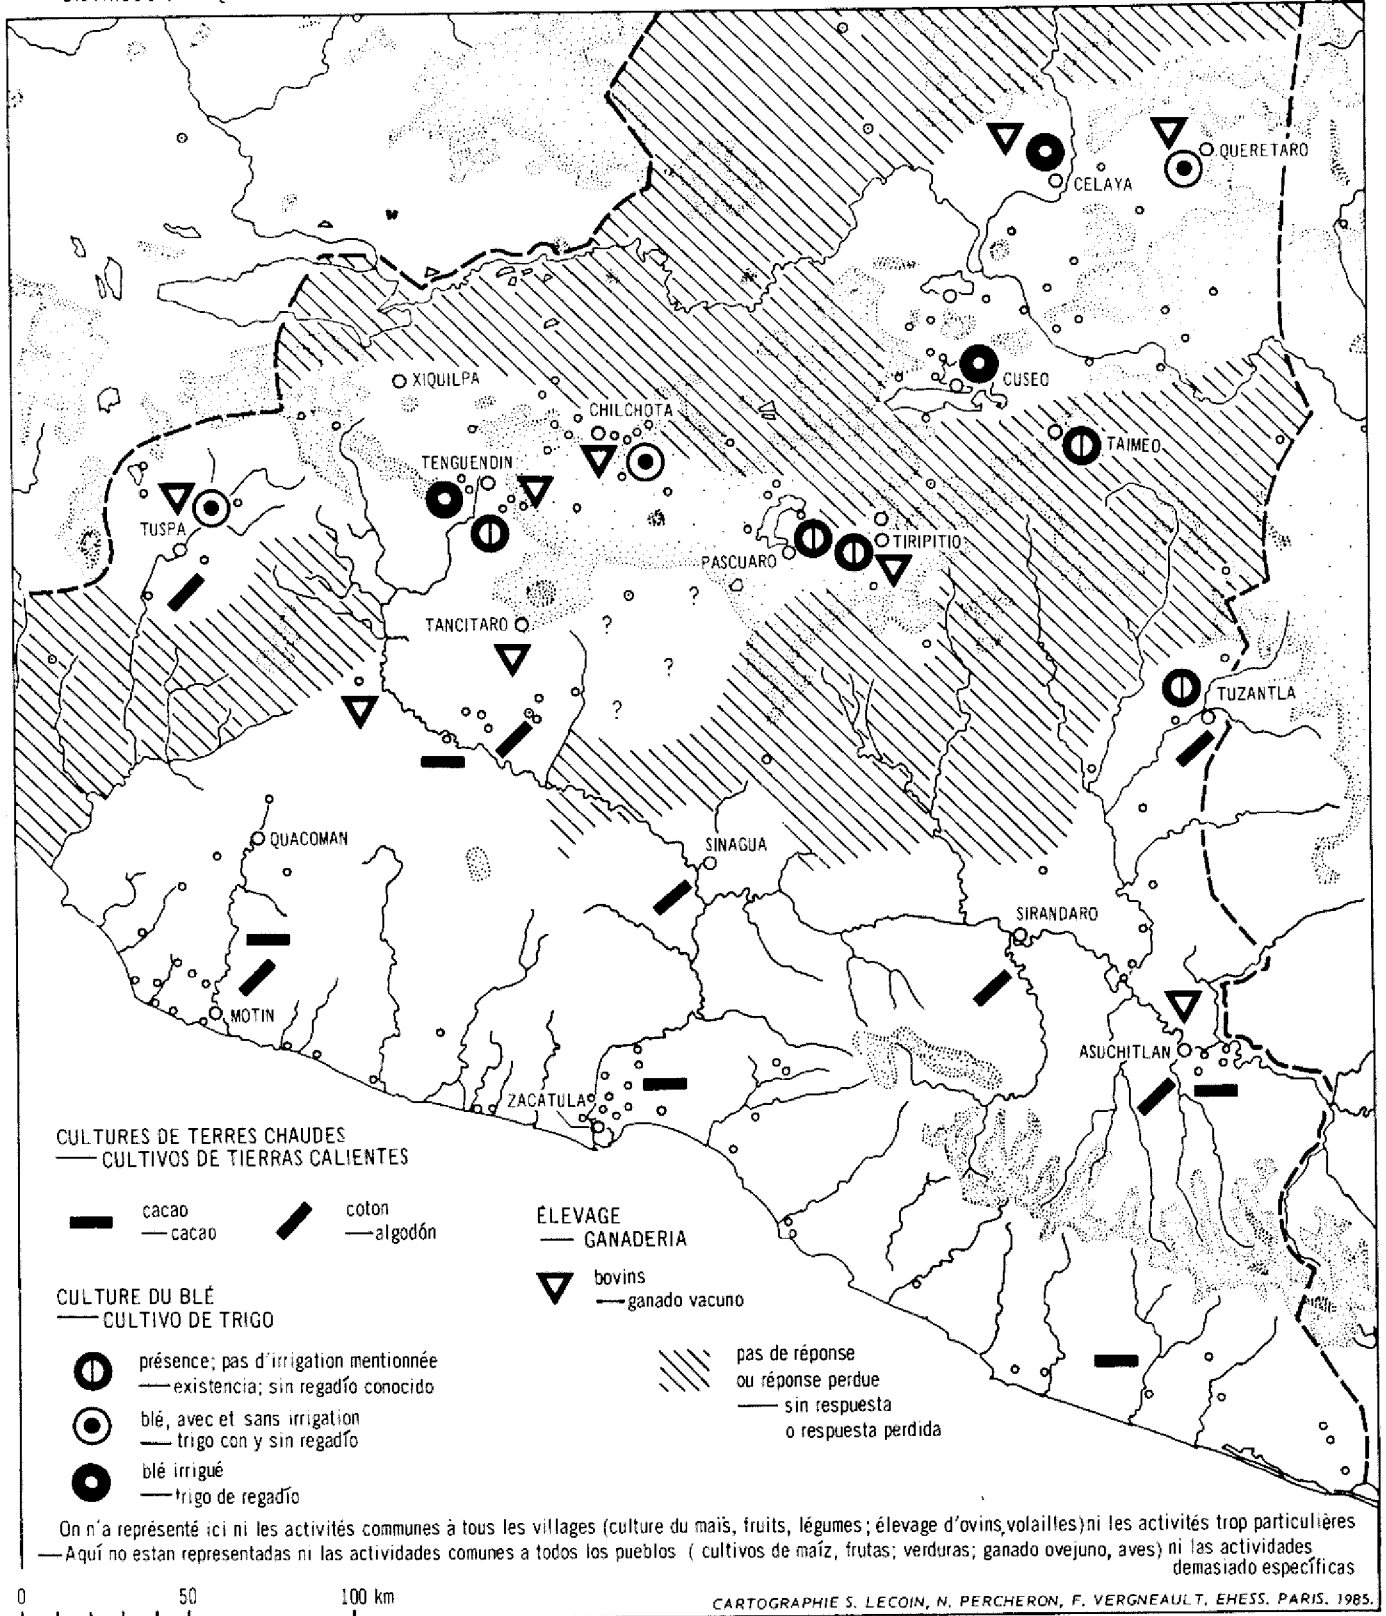 QUERETARO
CELAYA
XIQUILPA
CHILCHOTA
CUSEO
TAIMEO
TENGUENDIN
TUSPA
PASCUARO
TIRIPITIO
TANCITARO
?
?
?
?
TUZANTLA
QUACOMAN
SINAGUA
SIRANDARO
MOTIN
ASUCHITLAN
ZACATULA
CULTURES DE TERRES CHAUDES
— CULTIVOS DE TIERRAS CALIENTES
cacao
— cacao
coton
— algodón
ÉLEVAGE
— GANADERIA
bovins
— ganado vacuno
CULTURE DU BLÉ
— CULTIVO DE TRIGO
présence; pas d'irrigation mentionnée
— existencia; sin regadío conocido
blé, avec et sans irrigation
— trigo con y sin regadío
blé irrigué
— trigo de regadío
pas de réponse
ou réponse perdue
— sin respuesta
o respuesta perdida
On n'a représenté ici ni les activités communes à tous les villages (culture du maïs, fruits, légumes; élevage d'ovins, volailles) ni les activités trop particulières
— Aquí no estan representadas ni las actividades comunes a todos los pueblos ( cultivos de maíz, frutas; verduras; ganado ovejuno, aves) ni las actividades
demasiado específicas
0 50 100 km
CARTOGRAPHIE S. LECOIN, N. PERCHERON, F. VERGNEAULT, EHESS. PARIS. 1985.